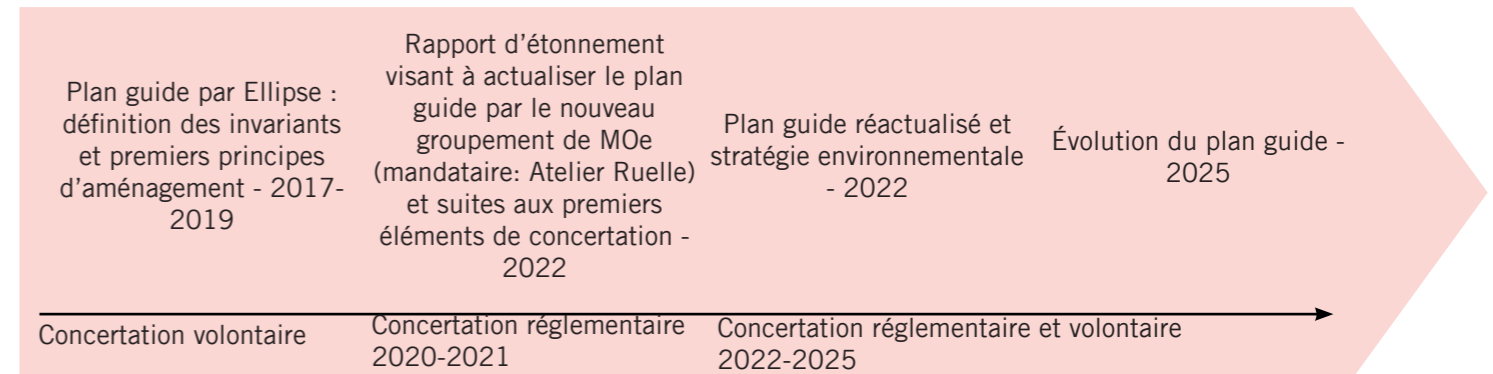 Plan guide par Ellipse :
définition des invariants
et premiers principes
d’aménagement - 2017-
2019
Rapport d’étonnement
visant à actualiser le plan
guide par le nouveau
groupement de MOe
(mandataire: Atelier Ruelle)
et suites aux premiers
éléments de concertation -
2022
Plan guide réactualisé et
stratégie environnementale
- 2022
Évolution du plan guide -
2025
Concertation volontaire
Concertation réglementaire
2020-2021
Concertation réglementaire et volontaire
2022-2025